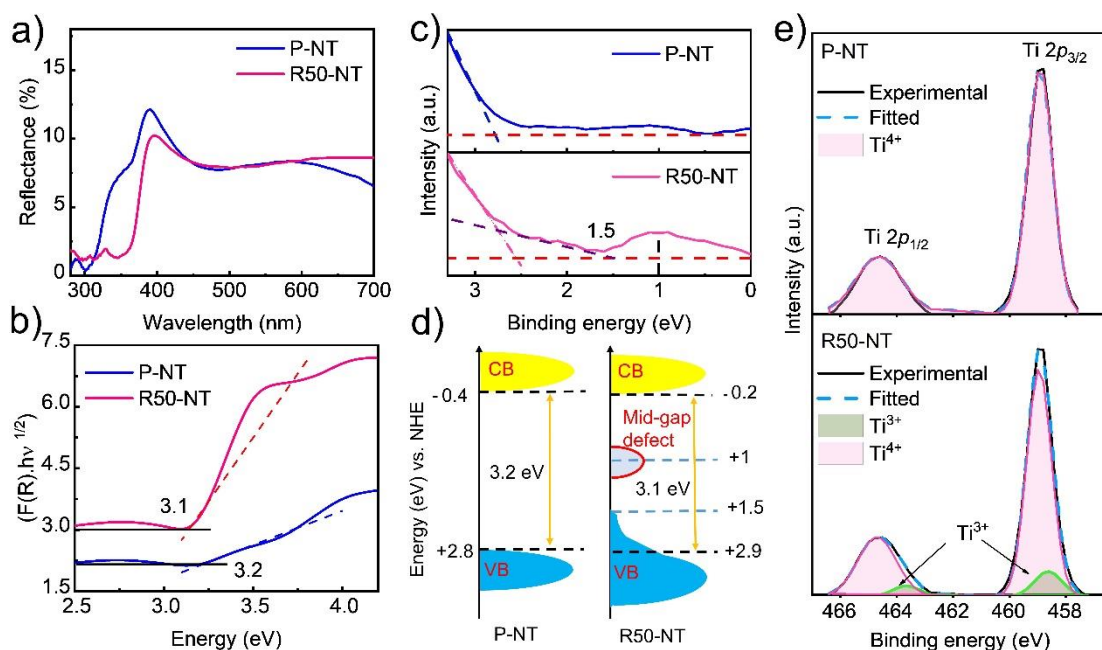 a)
P-NT
R50-NT
Reflectance (%)
15
10
5
0
300
400
500
600
700
Wavelength (nm)
b)
7.5
6.0
4.5
3.0
1.5
P-NT
R50-NT
(F(R).hν ^1/2)
3.1
3.2
2.5
3.0
3.5
4.0
Energy (eV)
c)
P-NT
R50-NT
1.5
Intensity (a.u.)
3
2
1
0
Binding energy (eV)
d)
Energy (eV) vs. NHE
CB
CB
-0.4
-0.2
Mid-gap
defect
+1
3.2 eV
3.1 eV
+1.5
+2.8
+2.9
VB
VB
P-NT
R50-NT
e)
P-NT
Ti 2p3/2
Experimental
Fitted
Ti4+
Ti 2p1/2
Intensity (a.u.)
R50-NT
Experimental
Fitted
Ti3+
Ti4+
Ti3+
466
464
462
460
458
Binding energy (eV)